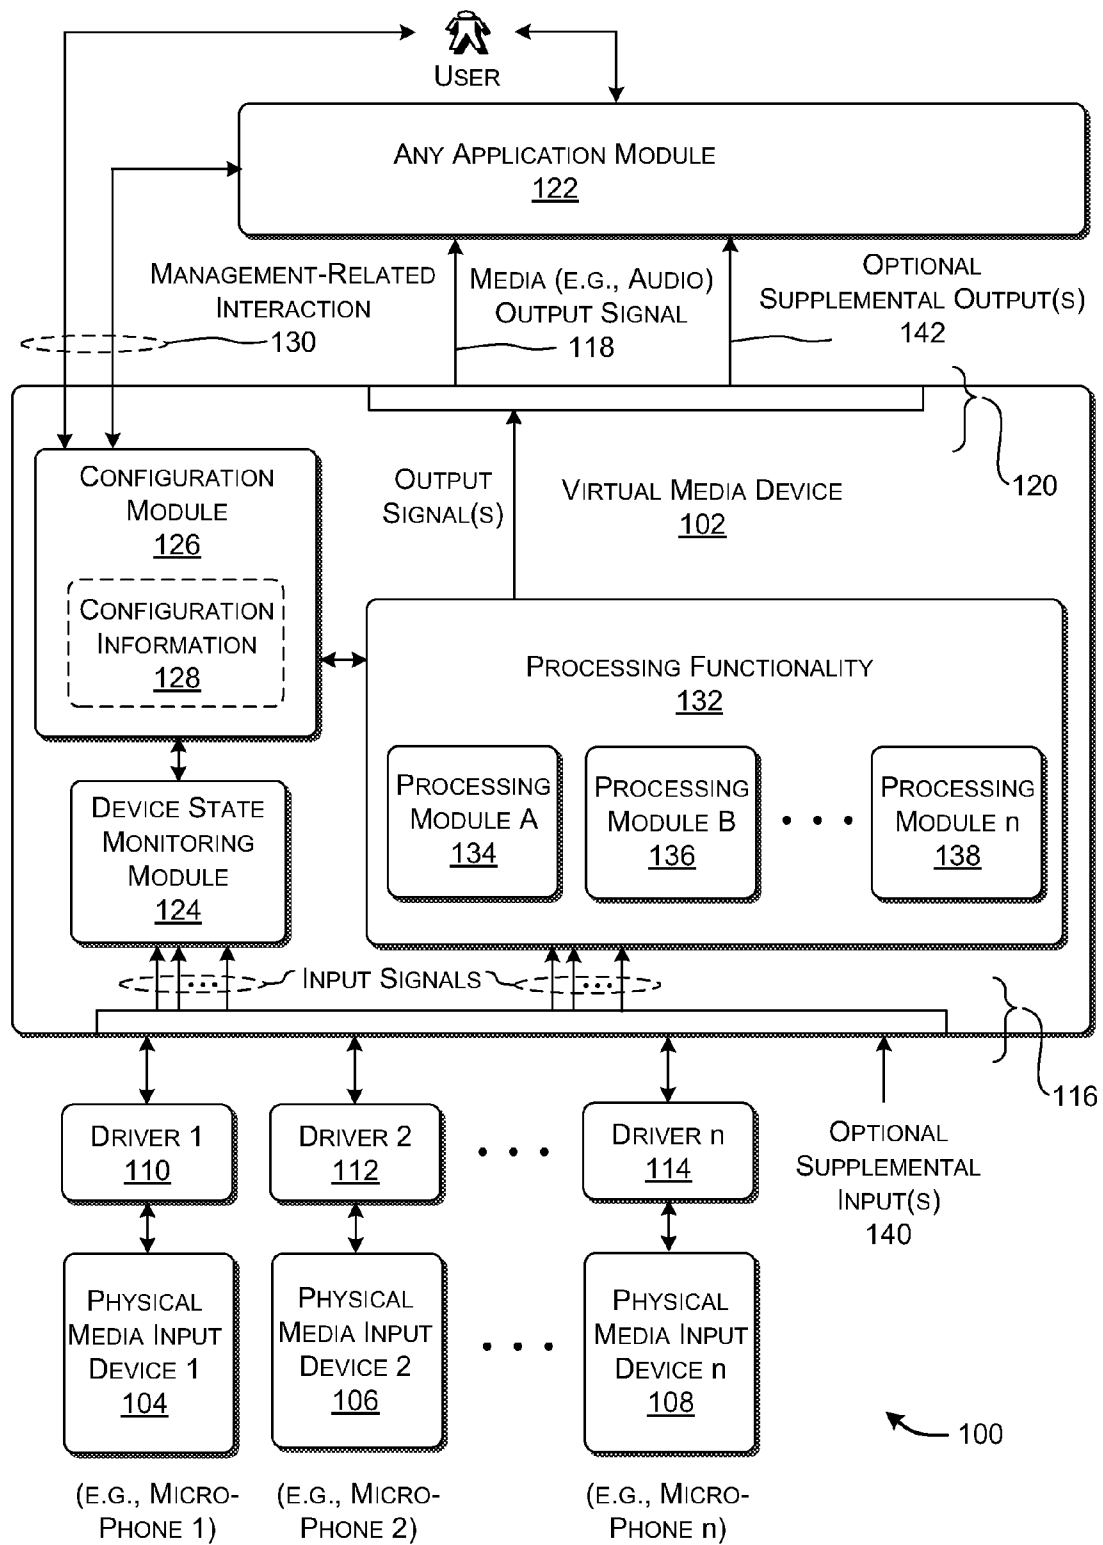 USER
ANY APPLICATION MODULE
122
MANAGEMENT-RELATED
INTERACTION
130
MEDIA (E.G., AUDIO)
OUTPUT SIGNAL
118
OPTIONAL
SUPPLEMENTAL OUTPUT(S)
142
120
CONFIGURATION
MODULE
126
CONFIGURATION
INFORMATION
128
OUTPUT
SIGNAL(S)
VIRTUAL MEDIA DEVICE
102
PROCESSING FUNCTIONALITY
132
PROCESSING
MODULE A
134
PROCESSING
MODULE B
136
PROCESSING
MODULE n
138
DEVICE STATE
MONITORING
MODULE
124
INPUT SIGNALS
116
DRIVER 1
110
DRIVER 2
112
DRIVER n
114
OPTIONAL
SUPPLEMENTAL
INPUT(S)
140
PHYSICAL
MEDIA INPUT
DEVICE 1
104
PHYSICAL
MEDIA INPUT
DEVICE 2
106
PHYSICAL
MEDIA INPUT
DEVICE n
108
100
(E.G., MICRO-
PHONE 1)
(E.G., MICRO-
PHONE 2)
(E.G., MICRO-
PHONE n)